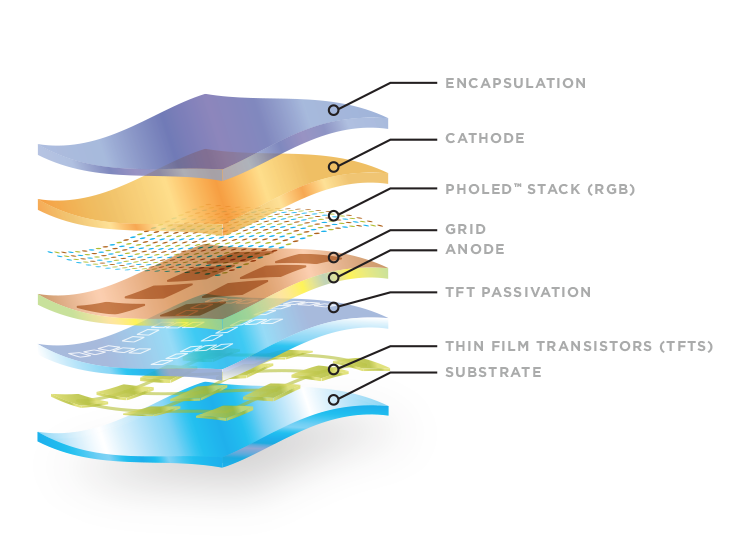 ENCAPSULATION
CATHODE
PHOLED™ STACK (RGB)
GRID
ANODE
TFT PASSIVATION
THIN FILM TRANSISTORS (TFTS)
SUBSTRATE